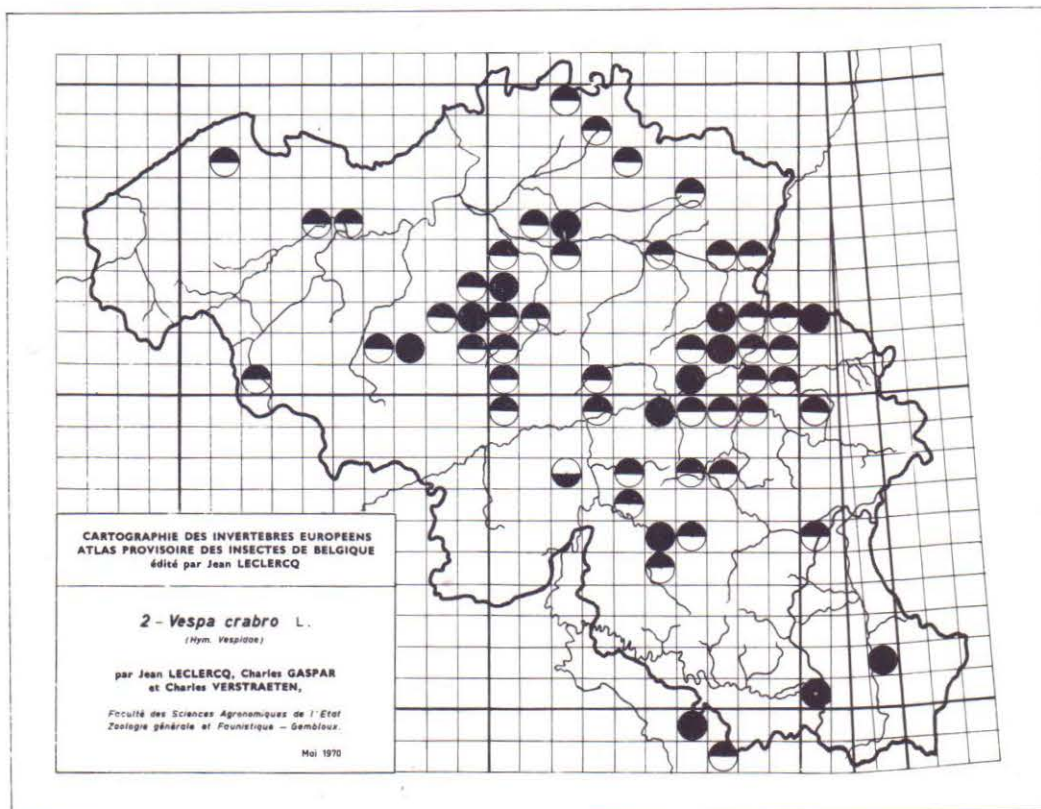 CARTOGRAPHIE DES INVERTEBRES EUROPEENS
ATLAS PROVISOIRE DES INSECTES DE BELGIQUE
édité par Jean LECLERCQ
2 – Vespa crabro L.
(Hym. Vespidae)
par Jean LECLERCQ, Charles GASPAR
et Charles VERSTRAETEN,
Faculté des Sciences Agronomiques de l'Etat
Zoologie générale et Faunistique – Gembloux.
Mai 1970